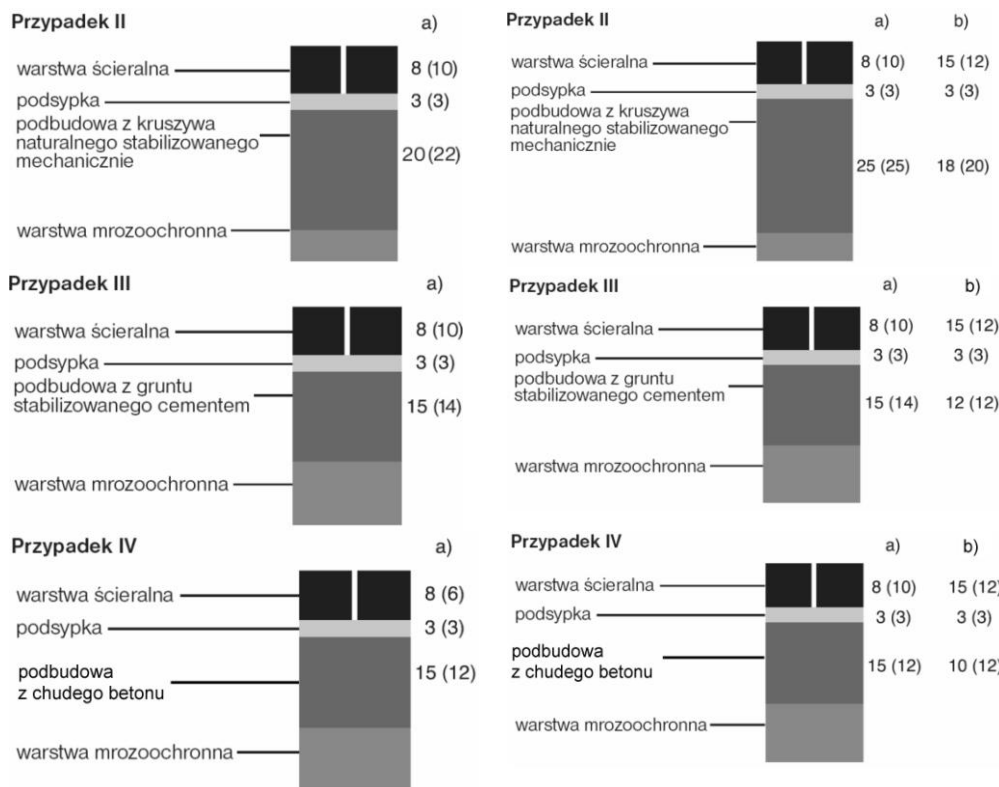 Przypadek II
a)
warstwa ścieralna 8 (10)
podsypka 3 (3)
podbudowa z kruszywa
naturalnego stabilizowanego
mechanicznie
20 (22)
warstwa mrozoochronna
Przypadek III
a)
warstwa ścieralna 8 (10)
podsypka 3 (3)
podbudowa z gruntu
stabilizowanego cementem
15 (14)
warstwa mrozoochronna
Przypadek IV
a)
warstwa ścieralna 8 (6)
podsypka 3 (3)
podbudowa
z chudego betonu
15 (12)
warstwa mrozoochronna
Przypadek II
a) b)
warstwa ścieralna 8 (10) 15 (12)
podsypka 3 (3) 3 (3)
podbudowa z kruszywa
naturalnego stabilizowanego
mechanicznie
25 (25) 18 (20)
warstwa mrozoochronna
Przypadek III
a) b)
warstwa ścieralna 8 (10) 15 (12)
podsypka 3 (3) 3 (3)
podbudowa z gruntu
stabilizowanego cementem
15 (14) 12 (12)
warstwa mrozoochronna
Przypadek IV
a) b)
warstwa ścieralna 8 (10) 15 (12)
podsypka 3 (3) 3 (3)
podbudowa
z chudego betonu
15 (12) 10 (12)
warstwa mrozoochronna